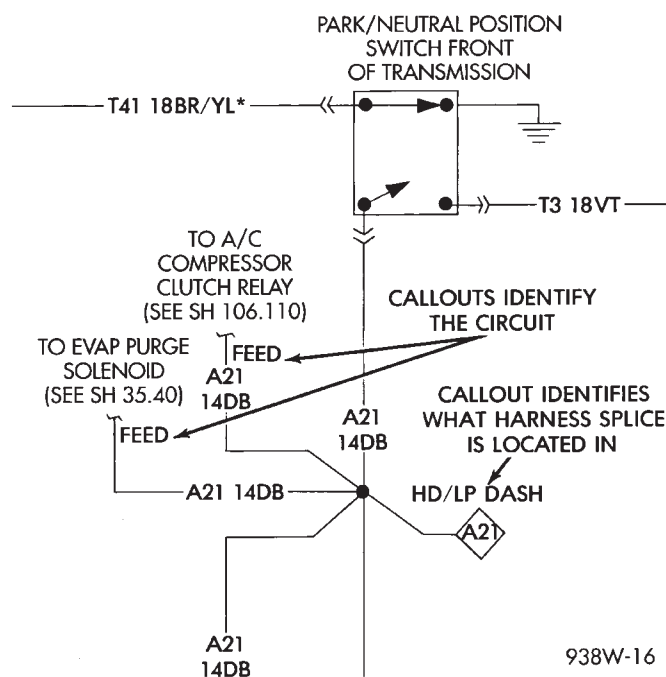 PARK/NEUTRAL POSITION
SWITCH FRONT
OF TRANSMISSION
T41 18BR/YL*
T3 18VT
TO A/C
COMPRESSOR
CLUTCH RELAY
(SEE SH 106.110)
CALLOUTS IDENTIFY
THE CIRCUIT
TO EVAP PURGE
SOLENOID
(SEE SH 35.40)
FEED
A21
14DB
FEED
A21
14DB
CALLOUT IDENTIFIES
WHAT HARNESS SPLICE
IS LOCATED IN
A21 14DB
HD/LP DASH
A21
A21
14DB
938W-16